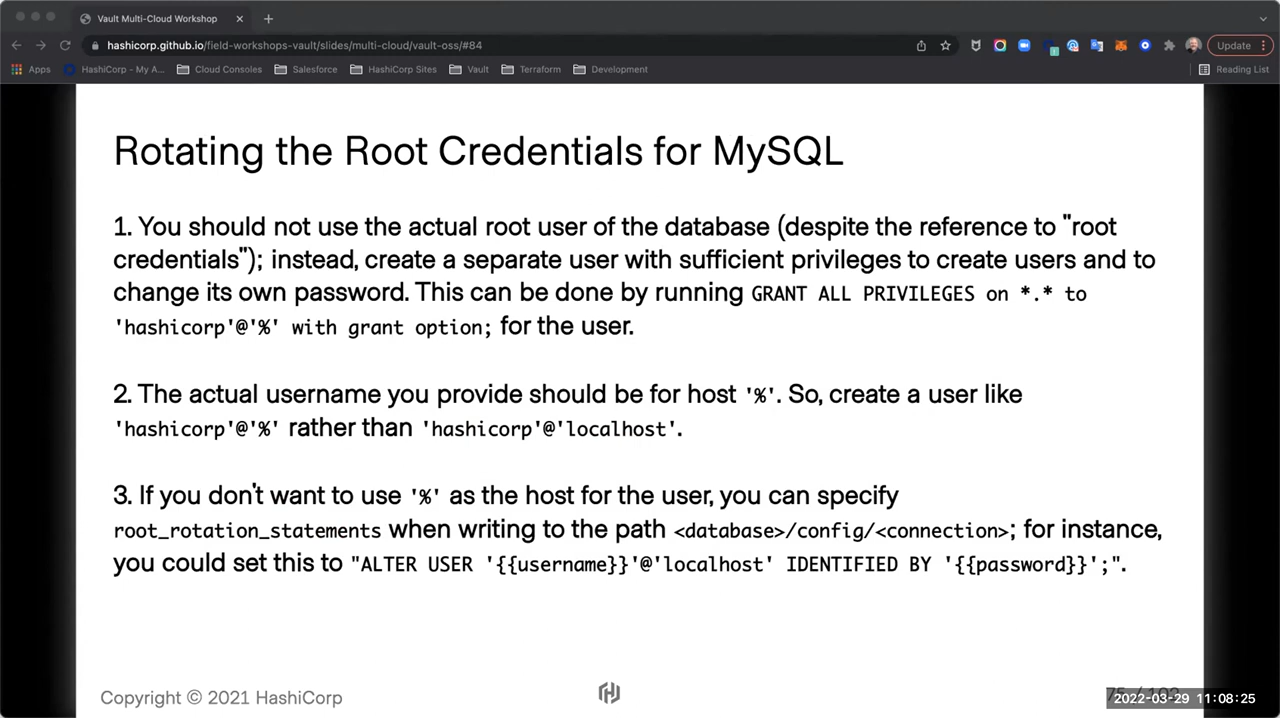 Vault Multi-Cloud Workshop
hashicorp.github.io/field-workshops-vault/slides/multi-cloud/vault-oss/#84
Update
Apps
HashiCorp - My A...
Cloud Consoles
Salesforce
HashiCorp Sites
Vault
Terraform
Development
Reading List
Rotating the Root Credentials for MySQL
1. You should not use the actual root user of the database (despite the reference to "root
credentials"); instead, create a separate user with sufficient privileges to create users and to
change its own password. This can be done by running GRANT ALL PRIVILEGES on *.* to
'hashicorp'@'%' with grant option; for the user.
2. The actual username you provide should be for host '%'. So, create a user like
'hashicorp'@'%' rather than 'hashicorp'@'localhost'.
3. If you don't want to use '%' as the host for the user, you can specify
root_rotation_statements when writing to the path <database>/config/<connection>; for instance,
you could set this to "ALTER USER '{{username}}'@'localhost' IDENTIFIED BY '{{password}}';".
Copyright © 2021 HashiCorp
2022-03-29 11:08:25